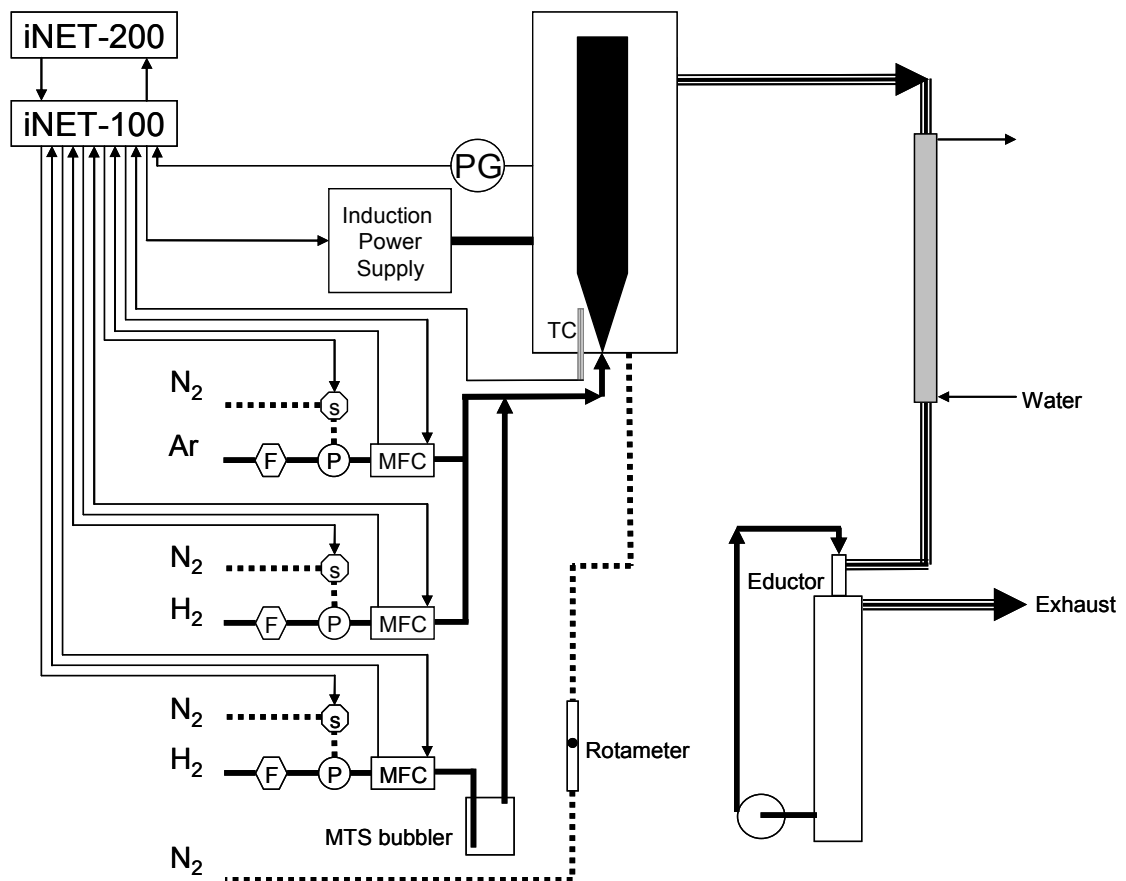 iNET-200
iNET-100
PG
Induction
Power
Supply
TC
N2
s
Ar
F
P
MFC
N2
s
H2
F
P
MFC
N2
s
H2
F
P
MFC
MTS bubbler
N2
Rotameter
Water
Eductor
Exhaust